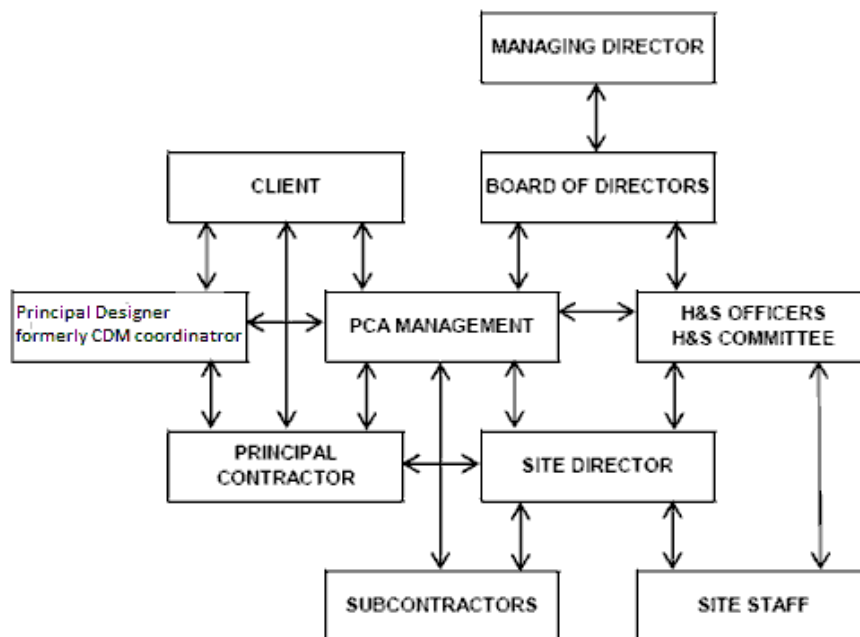 MANAGING DIRECTOR
CLIENT
BOARD OF DIRECTORS
Principal Designer
formerly CDM coordinatror
PCA MANAGEMENT
H&S OFFICERS
H&S COMMITTEE
PRINCIPAL
CONTRACTOR
SITE DIRECTOR
SUBCONTRACTORS
SITE STAFF